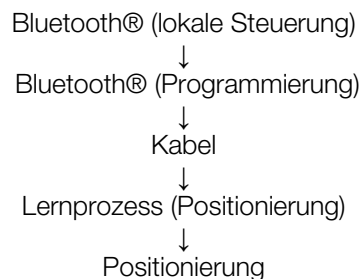 Bluetooth® (lokale Steuerung)
↓
Bluetooth® (Programmierung)
↓
Kabel
↓
Lernprozess (Positionierung)
↓
Positionierung